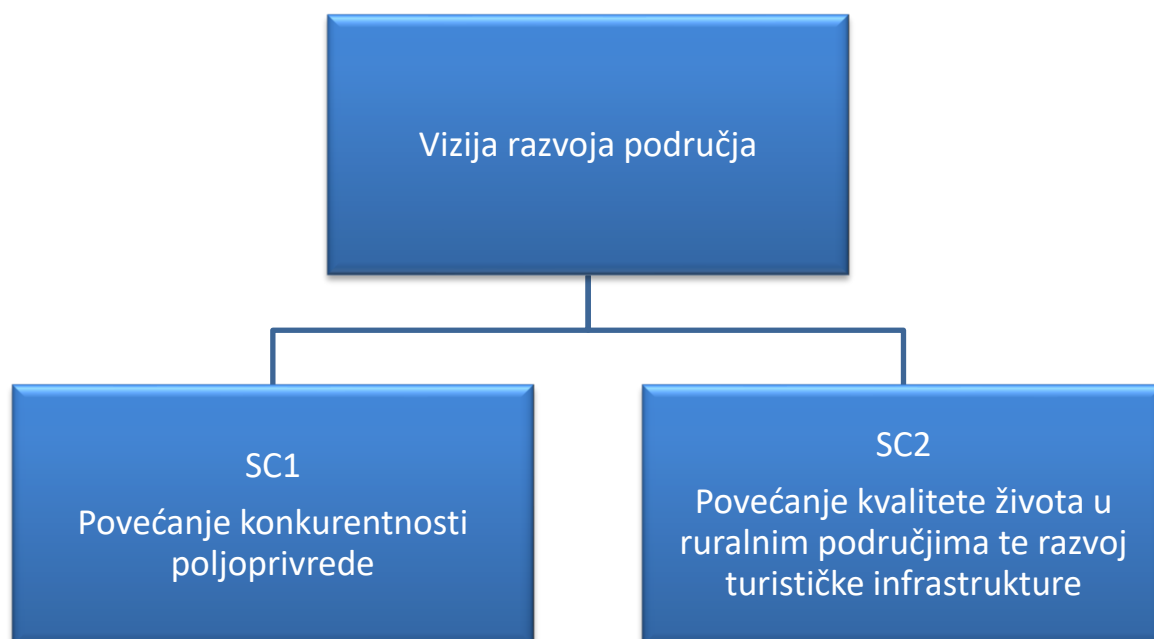 Vizija razvoja područja
SC1
Povećanje konkurentnosti
poljoprivrede
SC2
Povećanje kvalitete života u
ruralnim područjima te razvoj
turističke infrastrukture